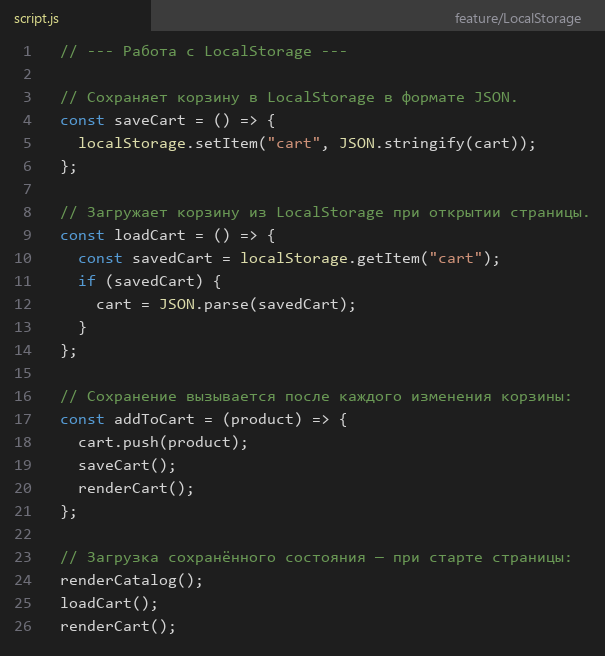 script.js
feature/LocalStorage
1 // --- Работа с LocalStorage ---
2
3 // Сохраняет корзину в LocalStorage в формате JSON.
4 const saveCart = () => {
5   localStorage.setItem("cart", JSON.stringify(cart));
6 };
7
8 // Загружает корзину из LocalStorage при открытии страницы.
9 const loadCart = () => {
10   const savedCart = localStorage.getItem("cart");
11   if (savedCart) {
12     cart = JSON.parse(savedCart);
13   }
14 };
15
16 // Сохранение вызывается после каждого изменения корзины:
17 const addToCart = (product) => {
18   cart.push(product);
19   saveCart();
20   renderCart();
21 };
22
23 // Загрузка сохранённого состояния — при старте страницы:
24 renderCatalog();
25 loadCart();
26 renderCart();